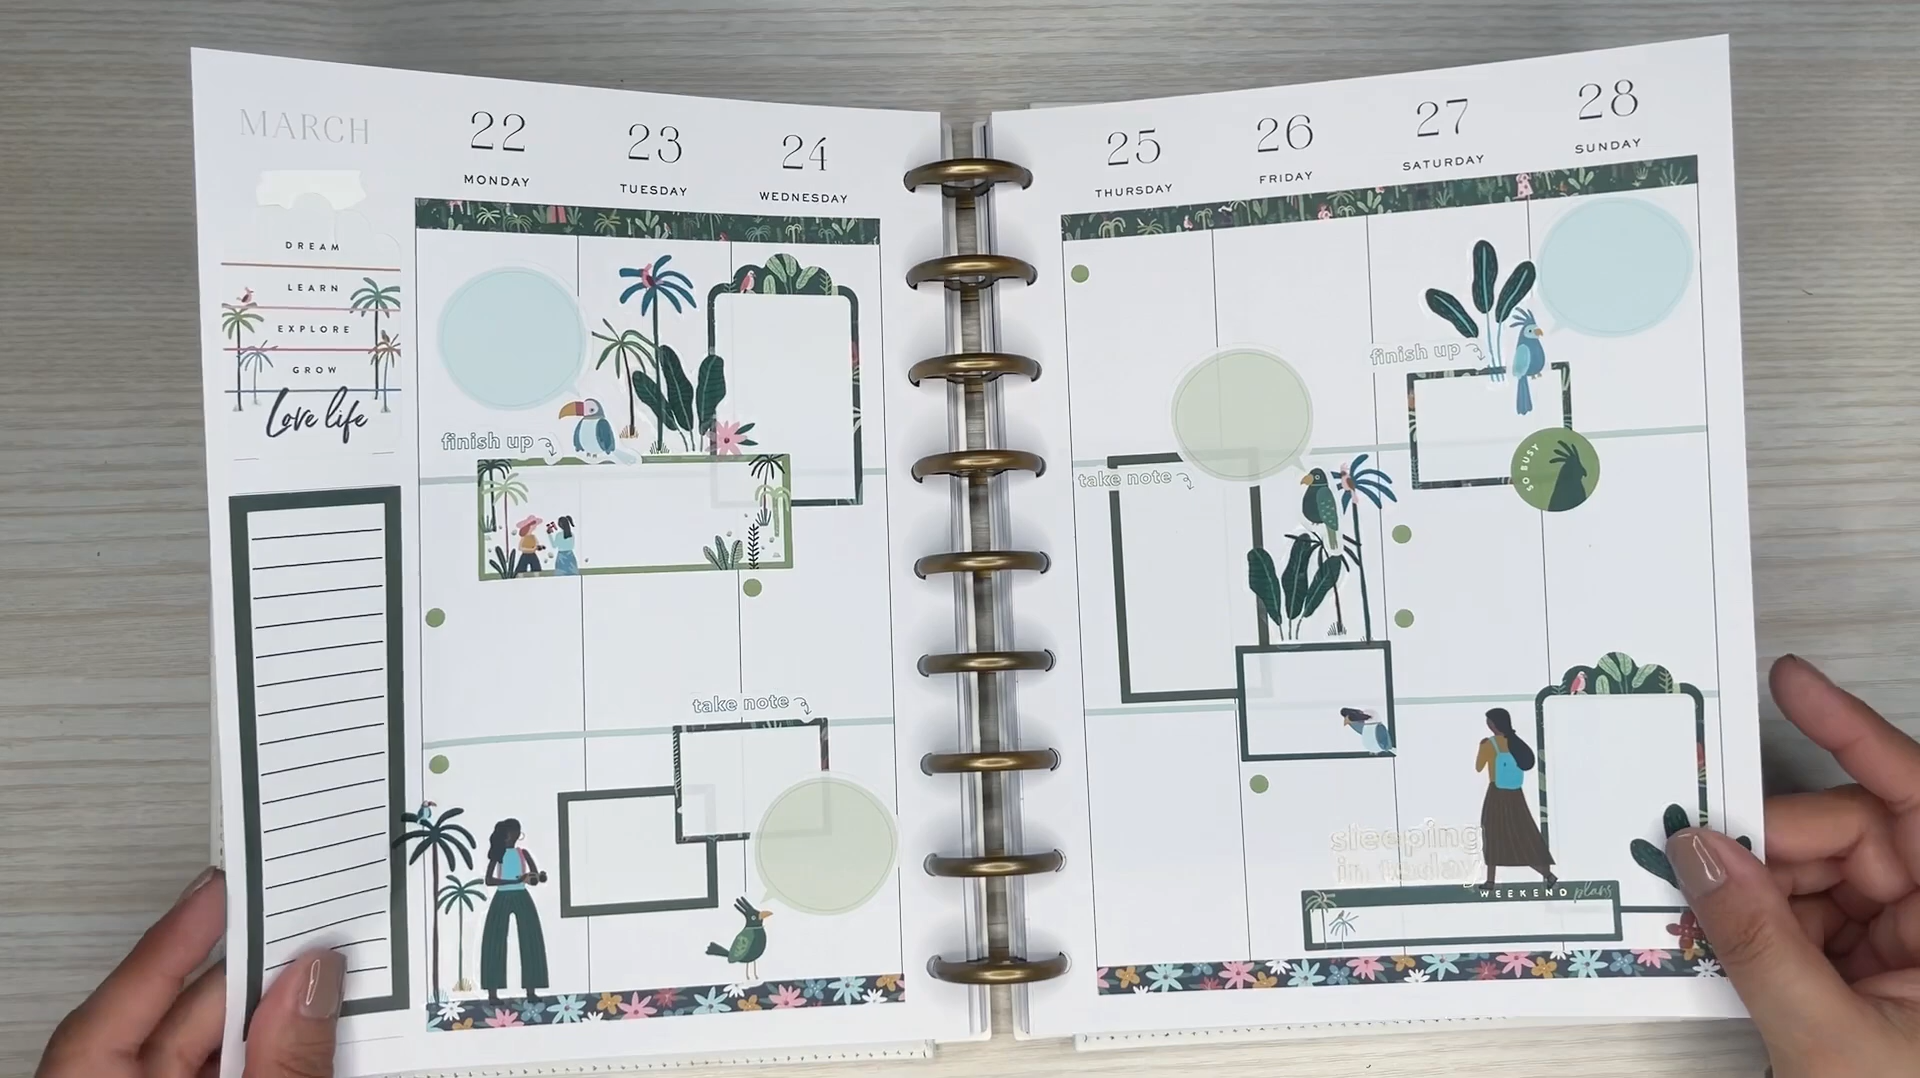 MARCH
22
MONDAY
23
TUESDAY
24
WEDNESDAY
25
THURSDAY
26
FRIDAY
27
SATURDAY
28
SUNDAY
DREAM
LEARN
EXPLORE
GROW
Love life
finish up
take note
take note
finish up
SO BUSY
sleeping
in today
WEEKEND plans